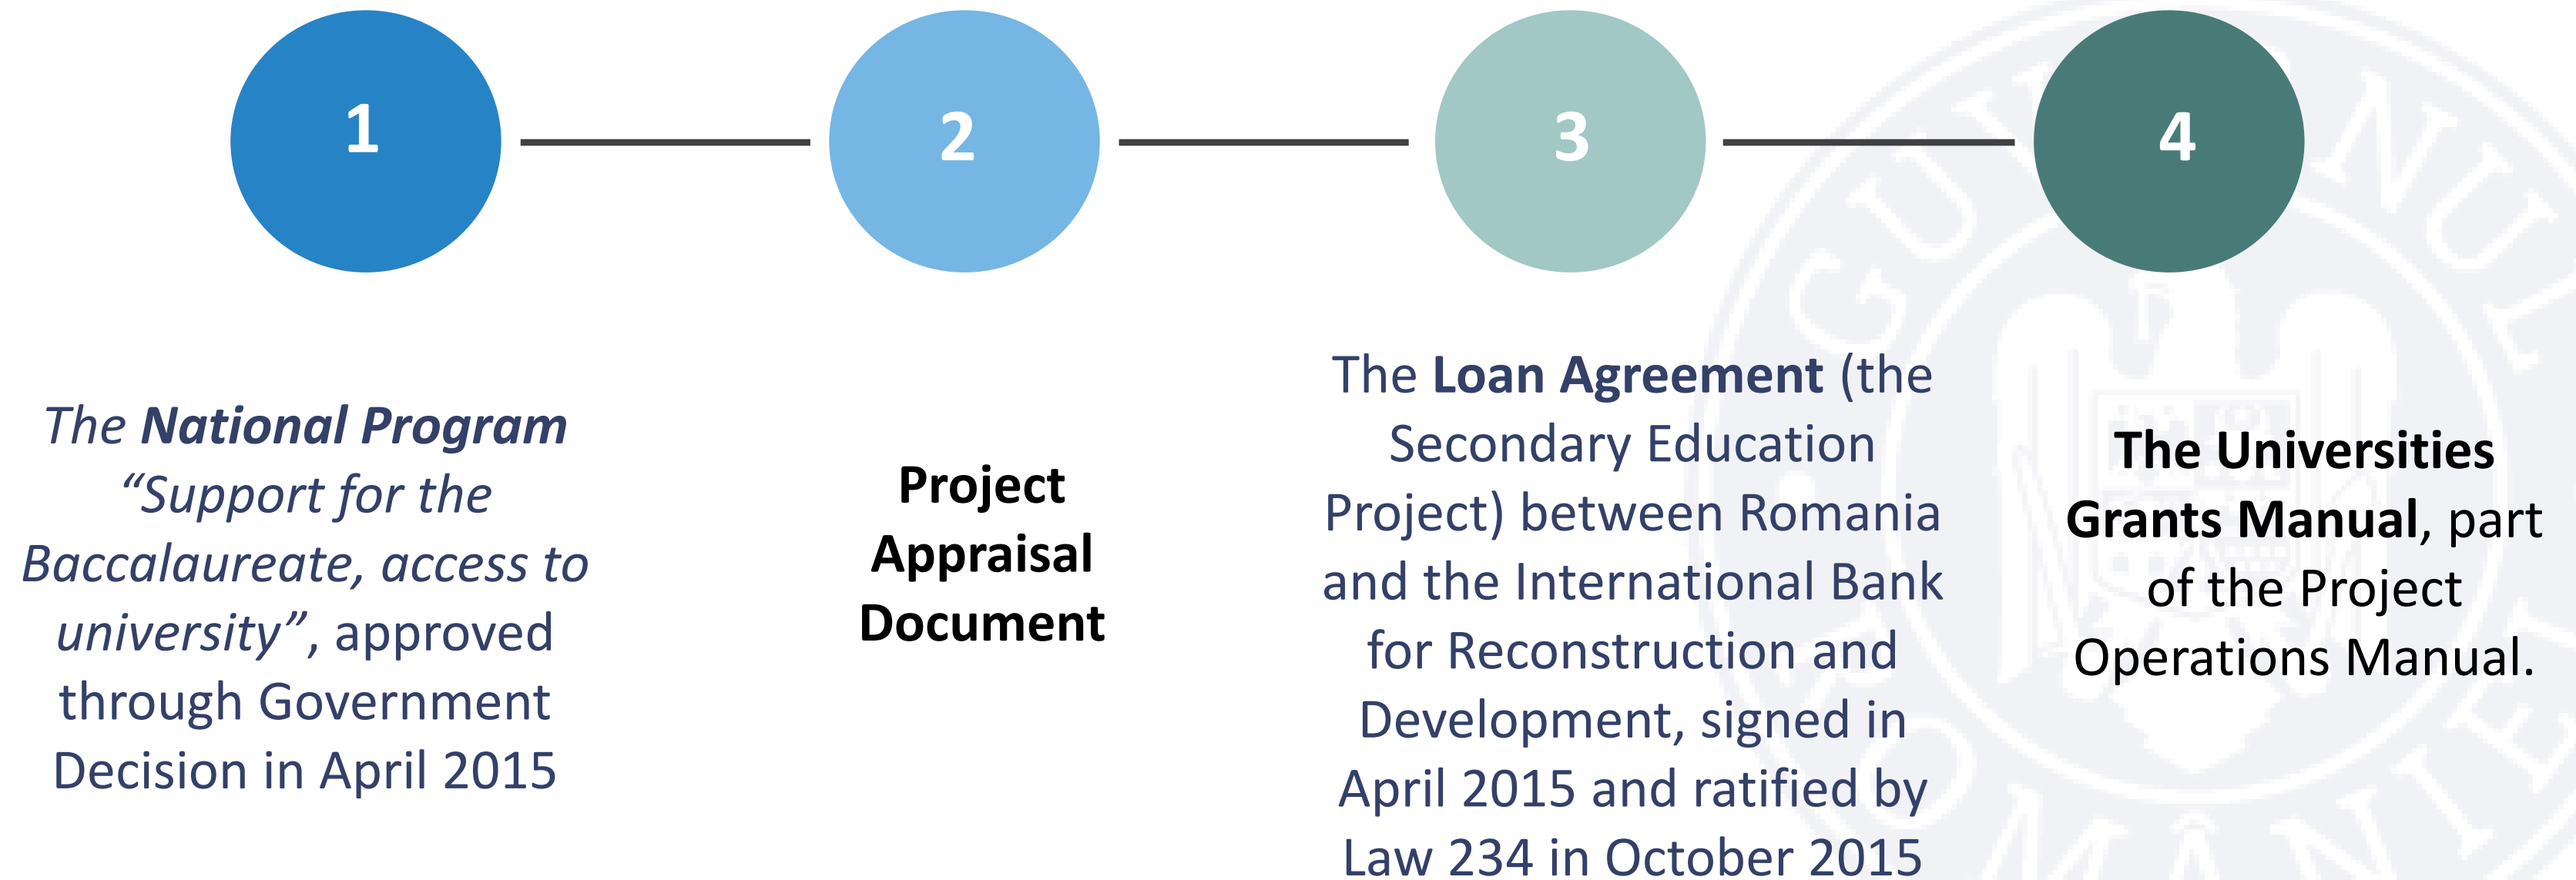 1
The National Program
“Support for the
Baccalaureate, access to
university”, approved
through Government
Decision in April 2015
2
Project
Appraisal
Document
3
The Loan Agreement (the
Secondary Education
Project) between Romania
and the International Bank
for Reconstruction and
Development, signed in
April 2015 and ratified by
Law 234 in October 2015
4
The Universities
Grants Manual, part
of the Project
Operations Manual.
GUVERNUL
ROMÂNIEI